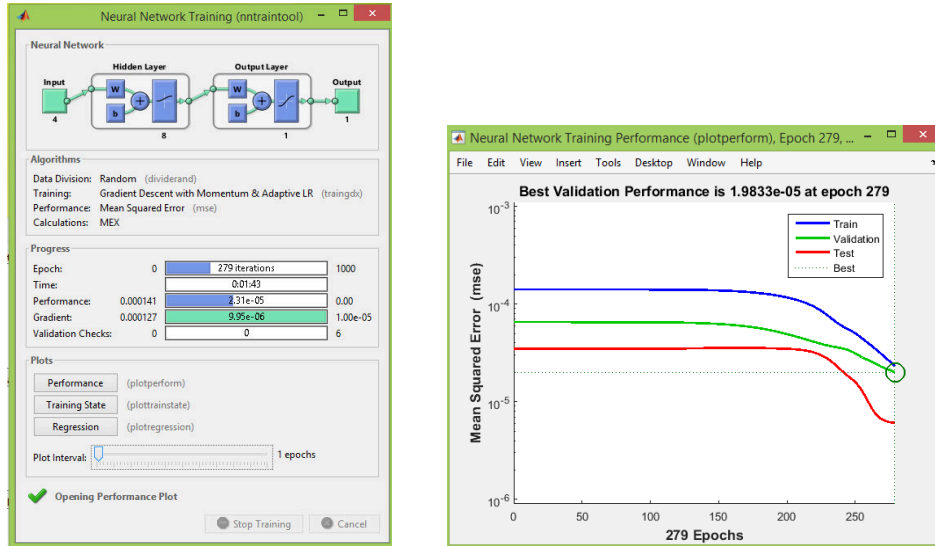 Neural Network Training (nntraintool)
Neural Network
Hidden Layer
Output Layer
Input
Output
W
b
+
W
b
+
4
8
1
1
Algorithms
Data Division: Random (dividerand)
Training: Gradient Descent with Momentum & Adaptive LR (traingdx)
Performance: Mean Squared Error (mse)
Calculations: MEX
Progress
Epoch: 0 279 iterations 1000
Time: 0:01:43
Performance: 0.000141 2.31e-05 0.00
Gradient: 0.000127 9.95e-06 1.00e-05
Validation Checks: 0 0 6
Plots
Performance (plotperform)
Training State (plottrainstate)
Regression (plotregression)
Plot Interval: 1 epochs
Opening Performance Plot
Stop Training Cancel
Neural Network Training Performance (plotperform), Epoch 279, ...
File Edit View Insert Tools Desktop Window Help
Best Validation Performance is 1.9833e-05 at epoch 279
Mean Squared Error (mse)
10-3
10-4
10-5
10-6
Train
Validation
Test
Best
0 50 100 150 200 250
279 Epochs